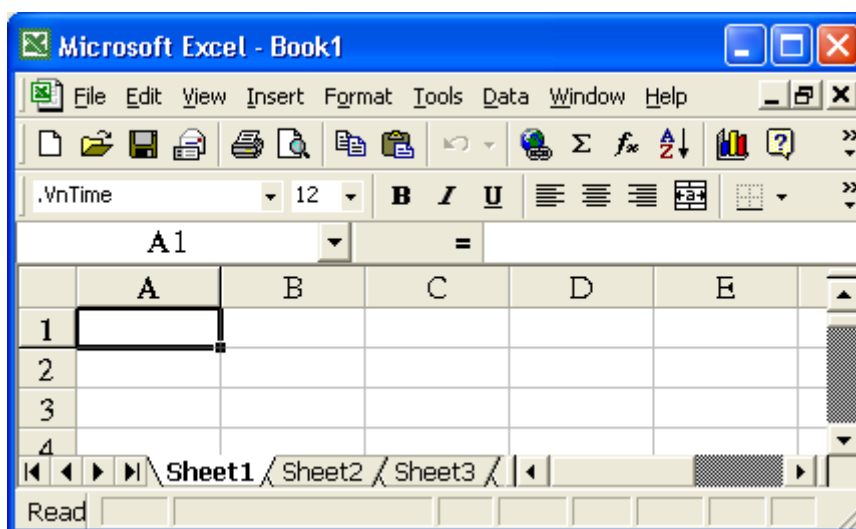 Microsoft Excel - Book1
File Edit View Insert Format Tools Data Window Help
.VnTime 12 B I U
A1 =
A B C D E
1
2
3
4
Sheet1 Sheet2 Sheet3
Read